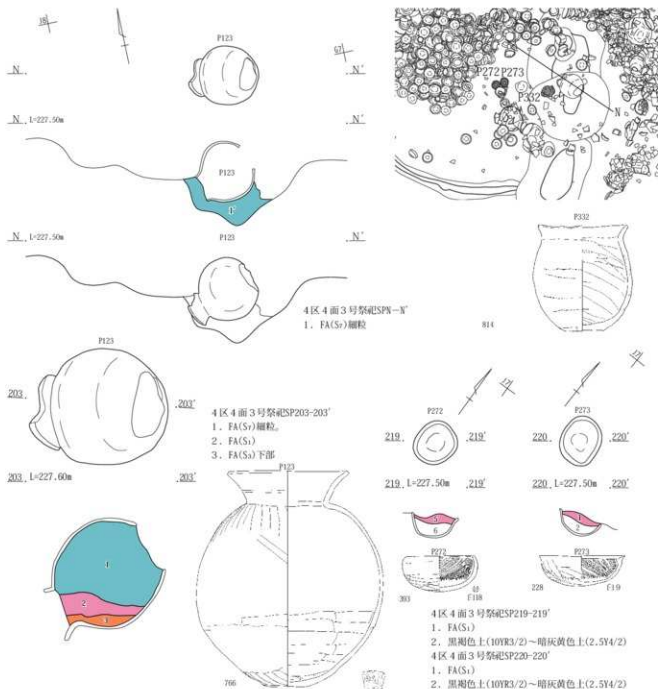 P123
N
N'
N L=227.50m
N'
P123
P123
N L=227.50m
N'
P123
4区4面3号祭祀SPN-N'
1. FA(S₇)細粒
P272 P273
P332
N
P332
814
P123
203
203'
203 L=227.60m
203'
4区4面3号祭祀SP203-203'
1. FA(S₇)細粒。
2. FA(S₁)
3. FA(S₃)下部
1
2
3
P123
766
P272
219
219'
219 L=227.50m 219'
6
P272
P273
220
220'
220 L=227.50m 220'
1
2
P273
228
4区4面3号祭祀SP219-219'
1. FA(S₁)
2. 黒褐色土(10YR3/2)～暗灰黄色土(2.5Y4/2)
4区4面3号祭祀SP220-220'
1. FA(S₁)
2. 黒褐色土(10YR3/2)～暗灰黄色土(2.5Y4/2)